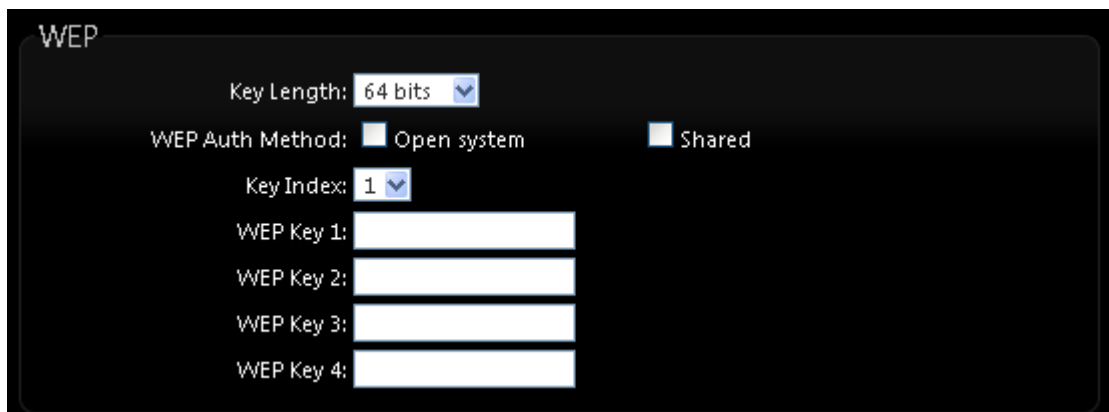 WEP
Key Length: 64 bits
WEP Auth Method: Open system Shared
Key Index: 1
WEP Key 1:
WEP Key 2:
WEP Key 3:
WEP Key 4: